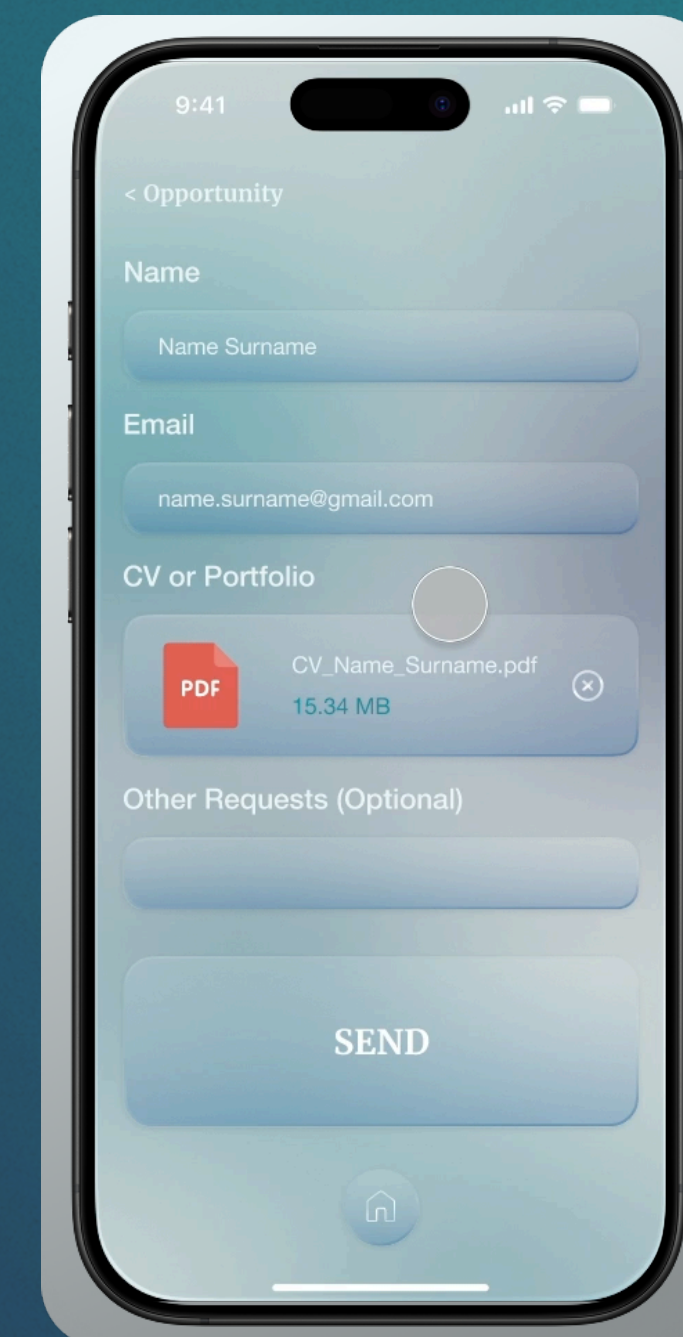 9:41
< Opportunity
Name
Name Surname
Email
name.surname@gmail.com
CV or Portfolio
PDF
CV_Name_Surname.pdf
15.34 MB
Other Requests (Optional)
SEND